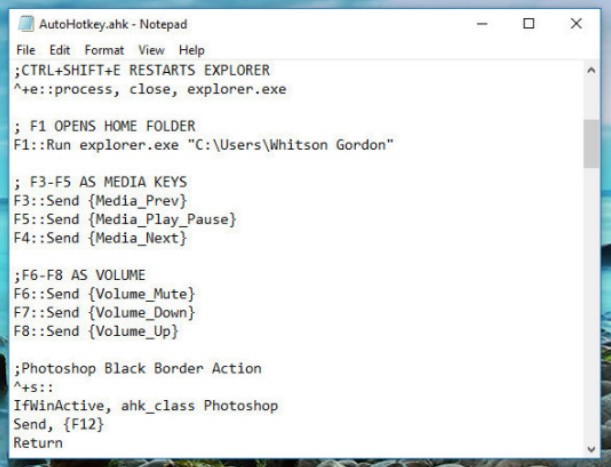 AutoHotkey.ahk - Notepad
File Edit Format View Help
;CTRL+SHIFT+E RESTARTS EXPLORER
^+e::process, close, explorer.exe
; F1 OPENS HOME FOLDER
F1::Run explorer.exe "C:\Users\Whitson Gordon"
; F3-F5 AS MEDIA KEYS
F3::Send {Media_Prev}
F5::Send {Media_Play_Pause}
F4::Send {Media_Next}
;F6-F8 AS VOLUME
F6::Send {Volume_Mute}
F7::Send {Volume_Down}
F8::Send {Volume_Up}
;Photoshop Black Border Action
^+s::
IfWinActive, ahk_class Photoshop
Send, {F12}
Return